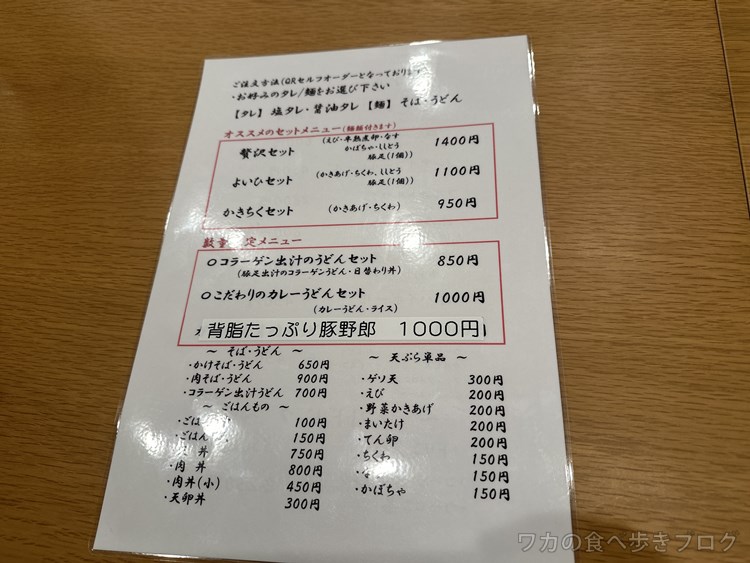 ご注文方法(QRセルフオーダーとなっております
・お好みのタレ/麺をお選び下さい
【タレ】 塩タレ・醤油タレ 【麺】 そば・うどん
オススメのセットメニュー(麺類付きます)
贅沢セット (えび・半熟煮卵・なす 1400円
かぼちゃ・ししとう
豚足(1個))
よいひセット (かきあげ・ちくわ、ししとう 1100円
豚足(1個))
かきちくセット (かきあげ・ちくわ) 950円
数量 定メニュー
○コラーゲン出汁のうどんセット 850円
(豚足出汁のコラーゲンうどん・日替わり丼)
○こだわりのカレーうどんセット 1000円
(カレーうどん・ライス)
背脂たっぷり豚野郎 1000円
～ そば・うどん ～
・かけそば・うどん 650円
・肉そば・うどん 900円
・コラーゲン出汁うどん 700円
～ ごはんもの ～
・ごは 100円
・ごはん 150円
丼 750円
・肉 丼 800円
・肉丼(小) 450円
・天卵丼 300円
～ 天ぷら単品 ～
・ゲソ天 300円
・えび 200円
・野菜かきあげ 200円
・まいたけ 200円
・てん卵 200円
・ちくわ 150円
150円
・かぼちゃ 150円
ワカの食べ歩きブログ